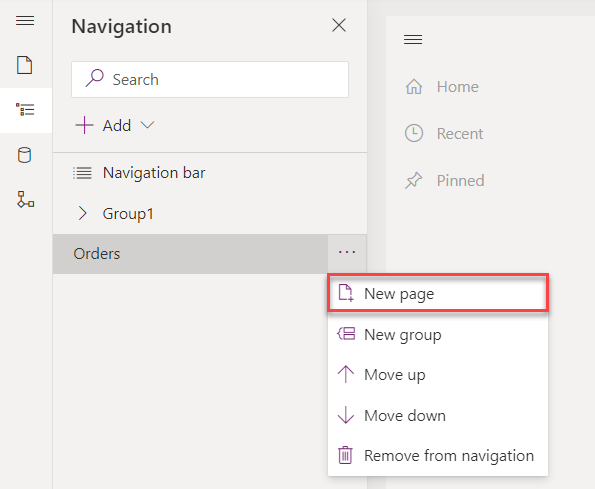 Navigation
Search
Add
Navigation bar
Group1
Orders
New page
New group
Move up
Move down
Remove from navigation
Home
Recent
Pinned